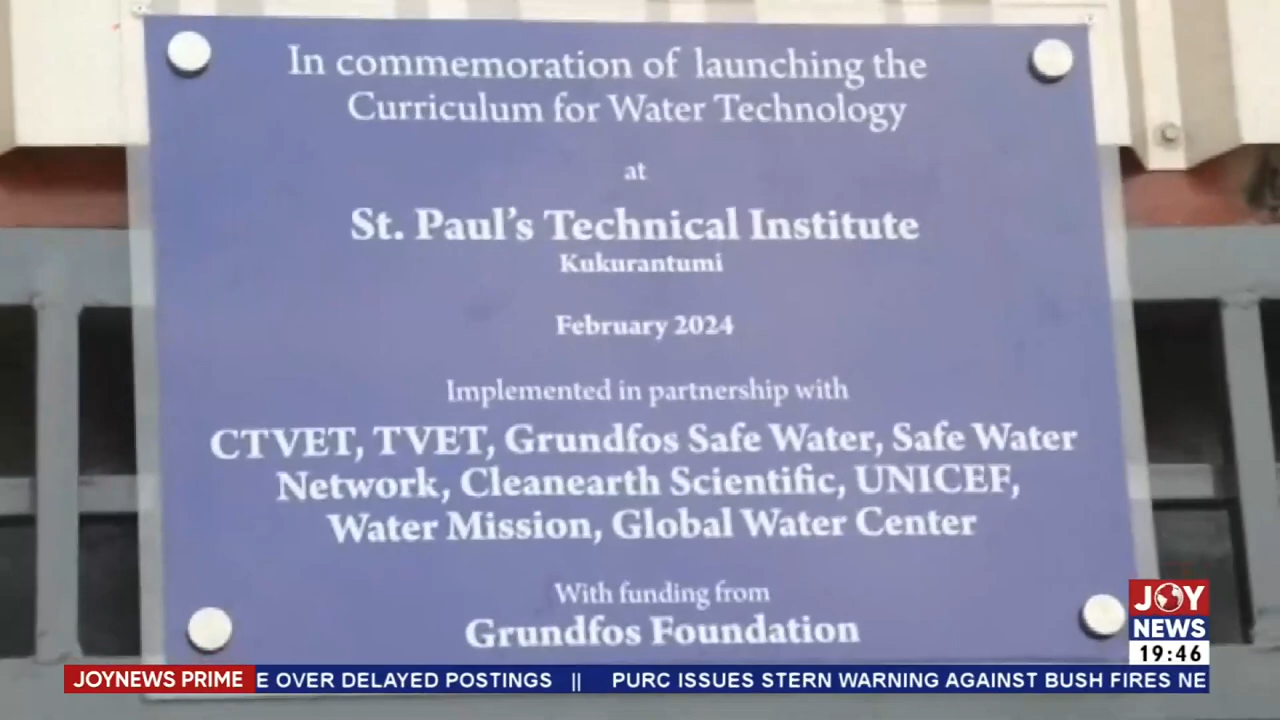 In commemoration of launching the
Curriculum for Water Technology
at
St. Paul's Technical Institute
Kukurantumi
February 2024
Implemented in partnership with
CTVET, TVET, Grundfos Safe Water, Safe Water
Network, Cleanearth Scientific, UNICEF,
Water Mission, Global Water Center
With funding from
Grundfos Foundation
JOY
NEWS
19:46
JOYNEWS PRIME
E OVER DELAYED POSTINGS || PURC ISSUES STERN WARNING AGAINST BUSH FIRES NE